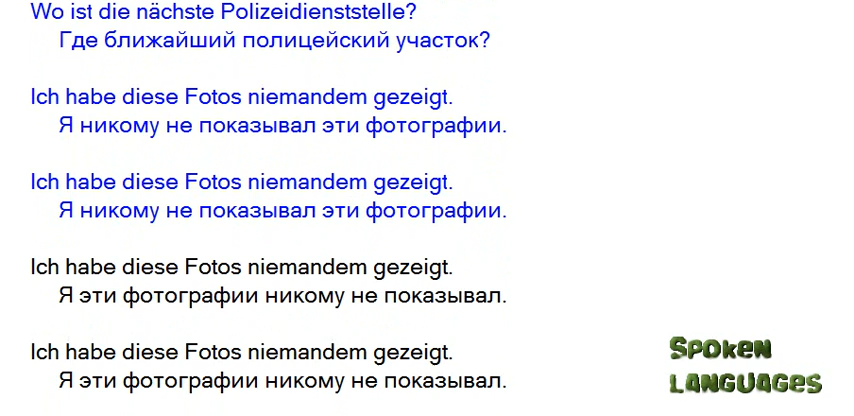 Wo ist die nächste Polizeidienststelle?
Где ближайший полицейский участок?
Ich habe diese Fotos niemandem gezeigt.
Я никому не показывал эти фотографии.
Ich habe diese Fotos niemandem gezeigt.
Я никому не показывал эти фотографии.
Ich habe diese Fotos niemandem gezeigt.
Я эти фотографии никому не показывал.
Ich habe diese Fotos niemandem gezeigt.
Я эти фотографии никому не показывал.
Spoken
Languages